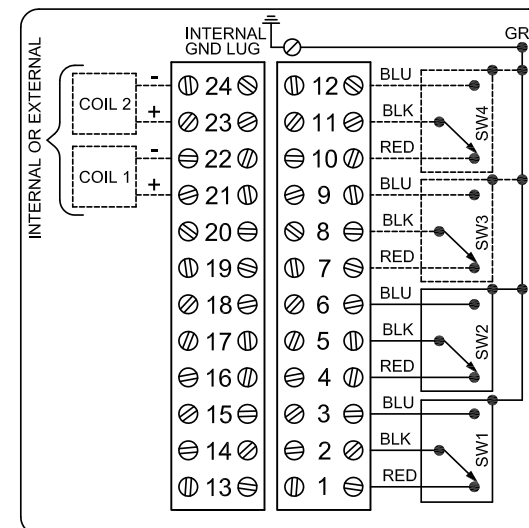 INTERNAL
GND LUG
GR
INTERNAL OR EXTERNAL
COIL 2
-
+
COIL 1
-
+
24
23
22
21
20
19
18
17
16
15
14
13
12
11
10
9
8
7
6
5
4
3
2
1
BLU
BLK
RED
SW4
BLU
BLK
RED
SW3
BLU
BLK
RED
SW2
BLU
BLK
RED
SW1